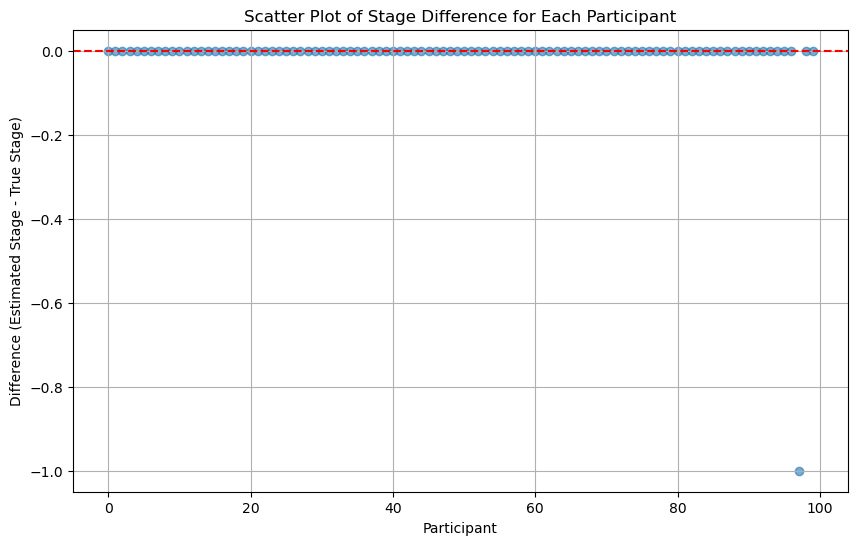 Scatter Plot of Stage Difference for Each Participant
Difference (Estimated Stage - True Stage)
0.0
−0.2
−0.4
−0.6
−0.8
−1.0
0 20 40 60 80 100
Participant